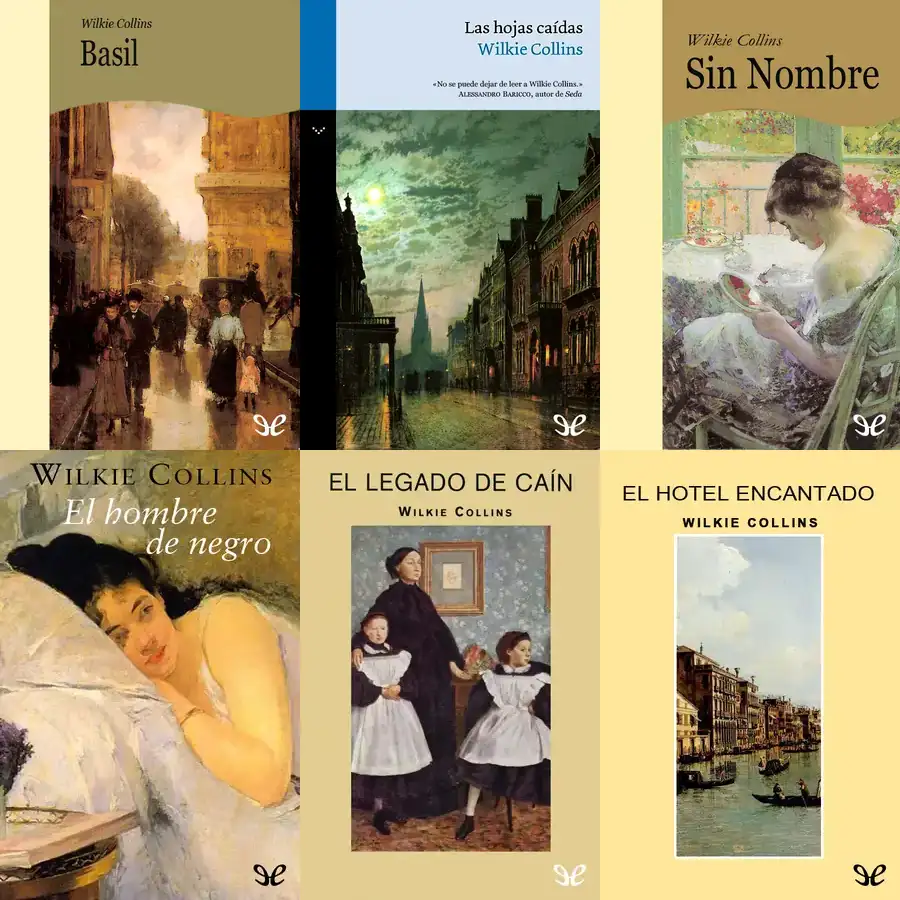 Wilkie Collins
Basil
Las hojas caídas
Wilkie Collins
«No se puede dejar de leer a Wilkie Collins.»
ALESSANDRO BARICCO, autor de Seda
Wilkie Collins
Sin Nombre
WILKIE COLLINS
El hombre
de negro
EL LEGADO DE CAÍN
WILKIE COLLINS
EL HOTEL ENCANTADO
WILKIE COLLINS